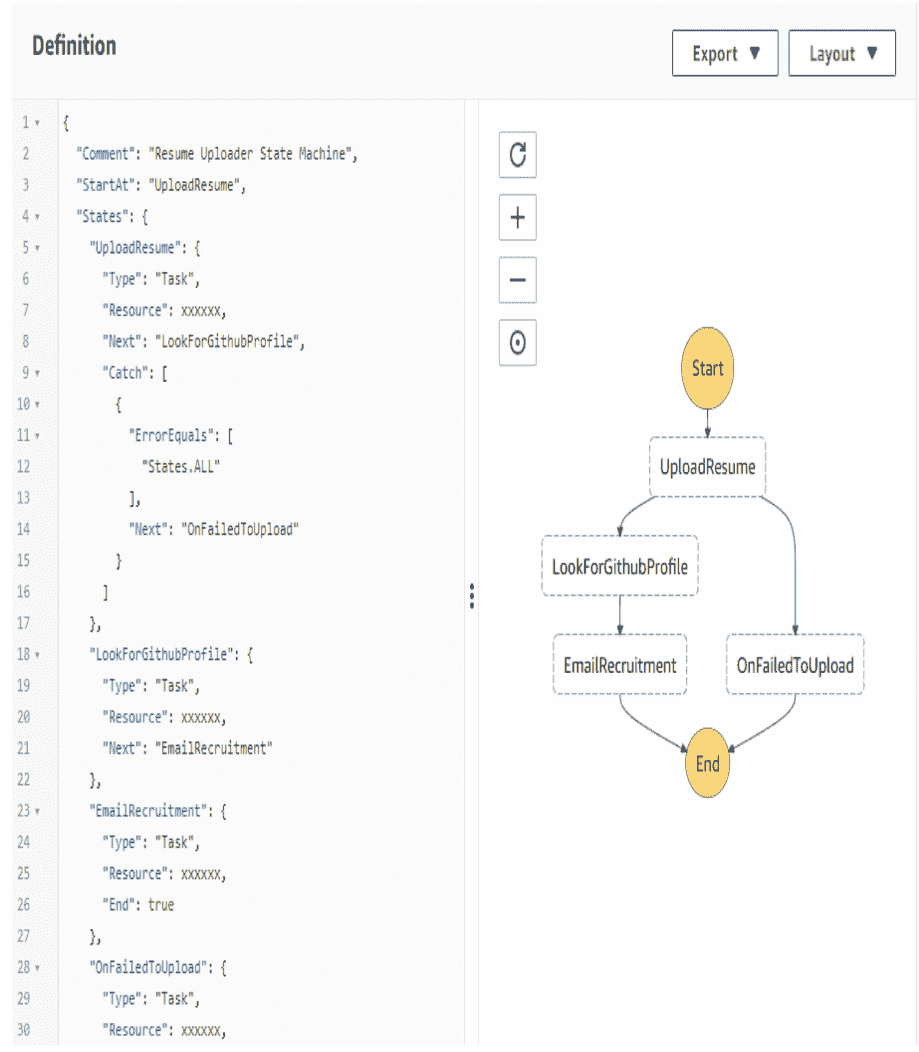 Definition
Export ▼
Layout ▼
1 {
2 "Comment": "Resume Uploader State Machine",
3 "StartAt": "UploadResume",
4 "States": {
5 "UploadResume": {
6 "Type": "Task",
7 "Resource": xxxxxx,
8 "Next": "LookForGithubProfile",
9 "Catch": [
10 {
11 "ErrorEquals": [
12 "States.ALL"
13 ],
14 "Next": "OnFailedToUpload"
15 }
16 ]
17 },
18 "LookForGithubProfile": {
19 "Type": "Task",
20 "Resource": xxxxxx,
21 "Next": "EmailRecruitment"
22 },
23 "EmailRecruitment": {
24 "Type": "Task",
25 "Resource": xxxxxx,
26 "End": true
27 },
28 "OnFailedToUpload": {
29 "Type": "Task",
30 "Resource": xxxxxx,
Start
UploadResume
LookForGithubProfile
EmailRecruitment
OnFailedToUpload
End